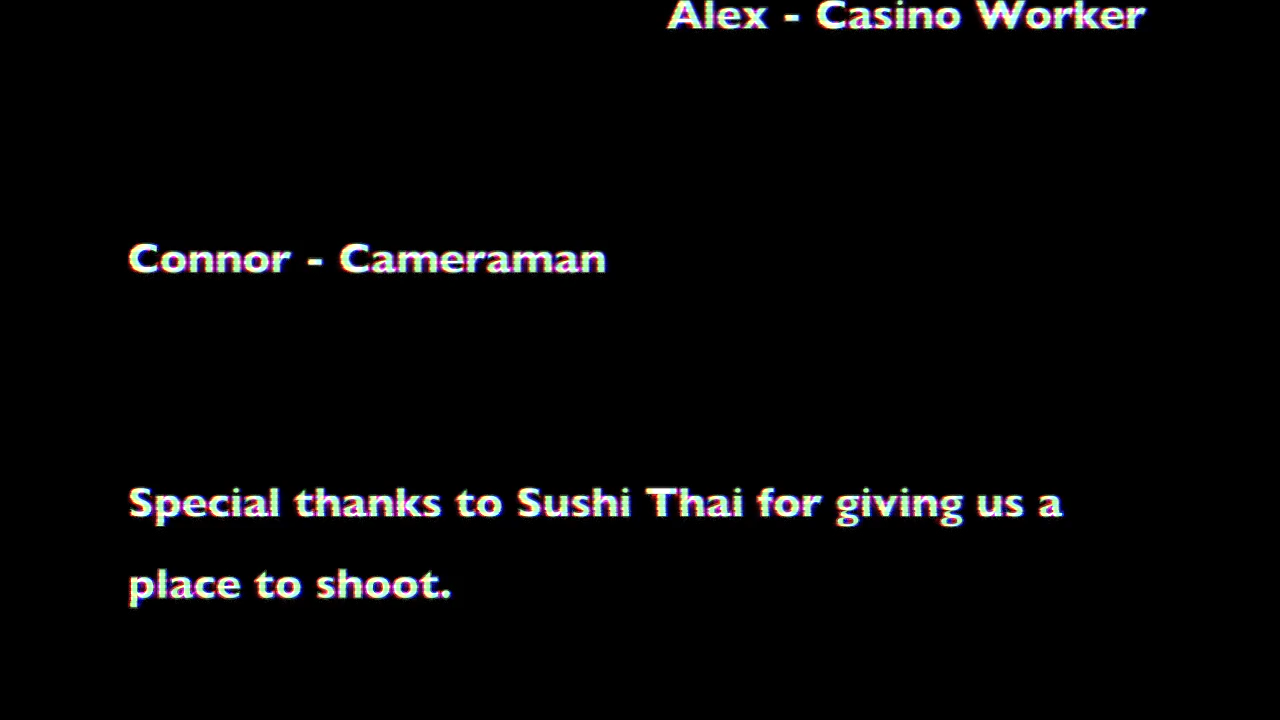 Alex - Casino Worker
Connor - Cameraman
Special thanks to Sushi Thai for giving us a
place to shoot.